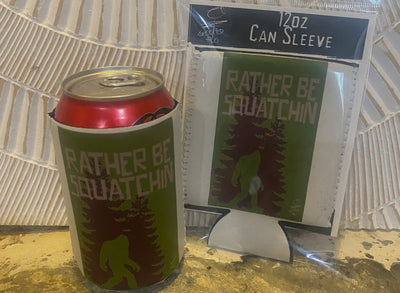 12oz
CAN SLEEVE
RATHER BE
SQUATCHIN
RATHER BE
SQUATCHIN